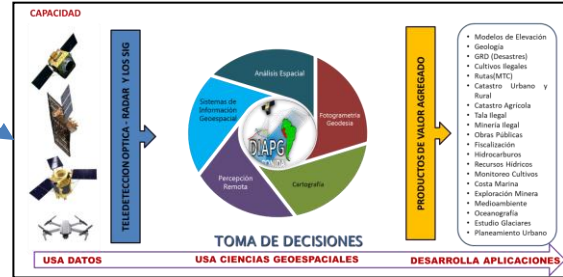 CAPACIDAD
TELEDETECCION OPTICA - RADAR Y LOS SIG
Análisis Espacial
Sistemas de
Información
Geoespacial
Fotogrametría
Geodesia
DIAPG
Percepción
Remota
Cartografía
TOMA DE DECISIONES
PRODUCTOS DE VALOR AGREGADO
• Modelos de Elevación
• Geología
• GRD (Desastres)
• Cultivos Ilegales
• Rutas(MTC)
• Catastro Urbano y
Rural
• Catastro Agrícola
• Tala Ilegal
• Minería Ilegal
• Obras Públicas
• Fiscalización
• Hidrocarburos
• Recursos Hídricos
• Monitoreo Cultivos
• Costa Marina
• Exploración Minera
• Medioambiente
• Oceanografía
• Estudio Glaciares
• Planeamiento Urbano
USA DATOS
USA CIENCIAS GEOESPACIALES
DESARROLLA APLICACIONES